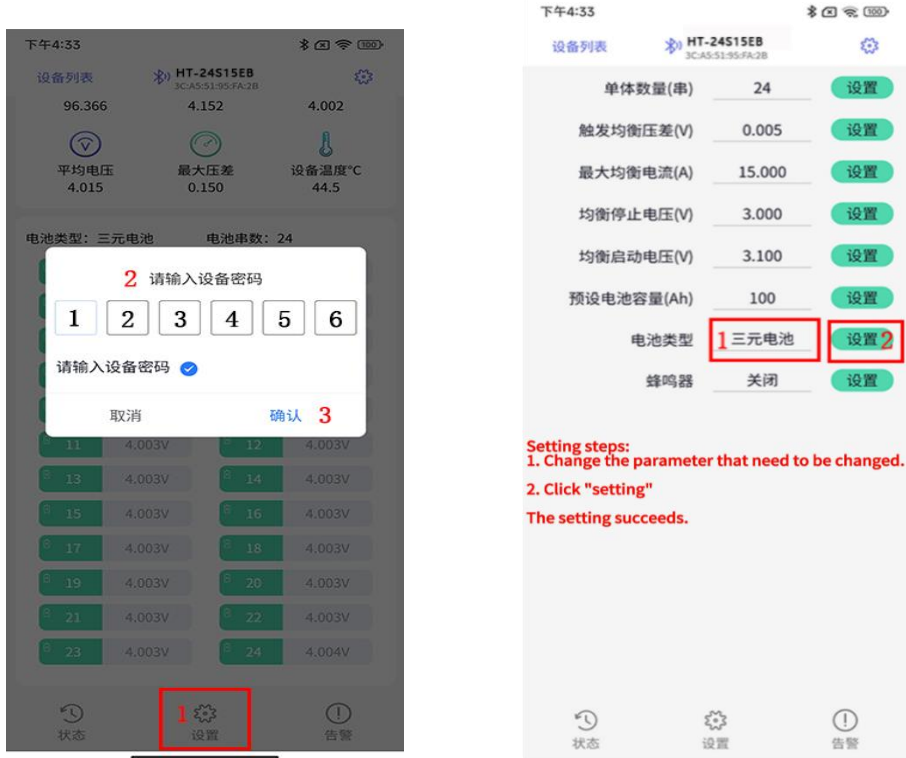 下午4:33
100
设备列表
HT-24S15EB
3C:A5:51:95:FA:2B
96.366 4.152 4.002
平均电压 最大压差 设备温度°C
4.015 0.150 44.5
电池类型：三元电池 电池串数：24
2 请输入设备密码
1 2 3 4 5 6
请输入设备密码
取消 确认 3
11 4.003V 12 4.003V
13 4.003V 14 4.003V
15 4.003V 16 4.003V
17 4.003V 18 4.003V
19 4.003V 20 4.003V
21 4.003V 22 4.003V
23 4.003V 24 4.004V
1
状态 设置 告警
下午4:33
100
设备列表
HT-24S15EB
3C:A5:51:95:FA:2B
单体数量(串) 24 设置
触发均衡压差(V) 0.005 设置
最大均衡电流(A) 15.000 设置
均衡停止电压(V) 3.000 设置
均衡启动电压(V) 3.100 设置
预设电池容量(Ah) 100 设置
电池类型 1 三元电池 设置 2
蜂鸣器 关闭 设置
Setting steps:
1. Change the parameter that need to be changed.
2. Click "setting"
The setting succeeds.
状态 设置 告警